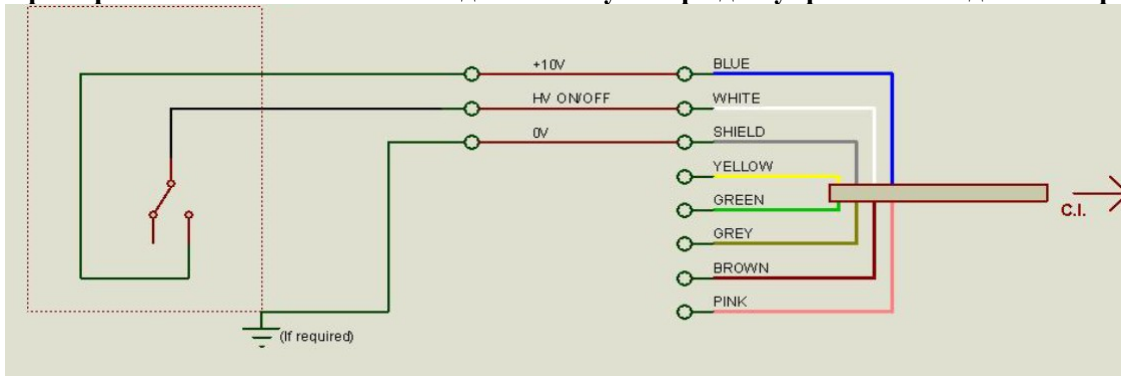 +10V
BLUE
HV ON/OFF
WHITE
0V
SHIELD
YELLOW
GREEN
C.I.
GREY
BROWN
PINK
(If required)